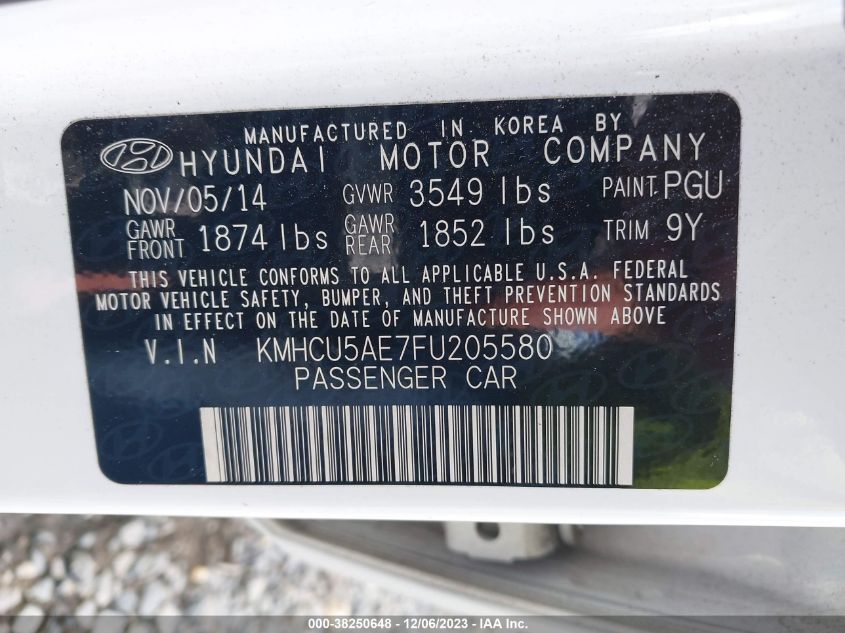 MANUFACTURED IN KOREA BY
HYUNDAI MOTOR COMPANY
NOV/05/14 GVWR 3549 lbs PAINT.PGU
GAWR FRONT 1874 lbs GAWR REAR 1852 lbs TRIM 9Y
THIS VEHICLE CONFORMS TO ALL APPLICABLE U.S.A. FEDERAL
MOTOR VEHICLE SAFETY, BUMPER, AND THEFT PREVENTION STANDARDS
IN EFFECT ON THE DATE OF MANUFACTURE SHOWN ABOVE
V.I.N KMHCU5AE7FU205580
PASSENGER CAR
000-38250648 - 12/06/2023 - © IAA, Inc.